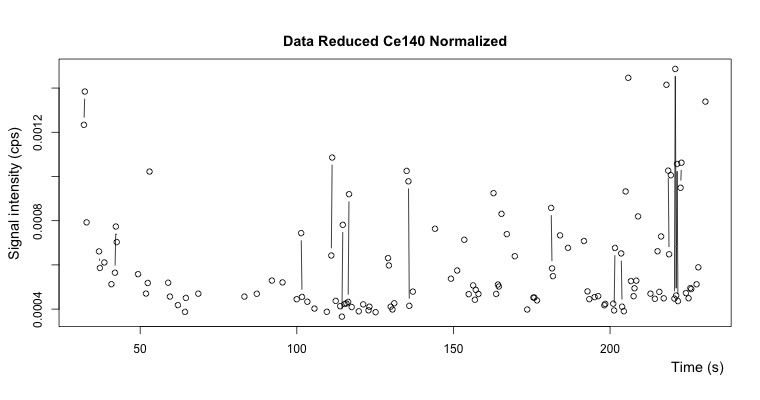 Data Reduced Ce140 Normalized
Signal intensity (cps)
0.0012
0.0008
0.0004
50 100 150 200
Time (s)